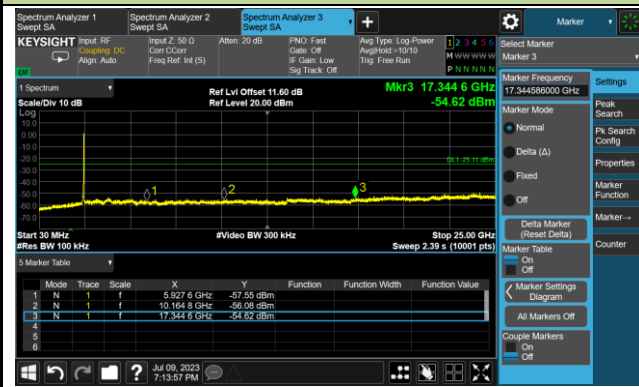 Spectrum Analyzer 1
Swept SA
Spectrum Analyzer 2
Swept SA
Spectrum Analyzer 3
Swept SA
Marker
KEYSIGHT
Input: RF
Coupling: DC
Align: Auto
Input Z: 50 Ω
Corr CCorr
Freq Ref: Int (S)
Atten: 20 dB
PNO: Fast
Gate: Off
IF Gain: Low
Sig Track: Off
Avg Type: Log-Power
Avg|Hold:>10/10
Trig: Free Run
1 2 3 4 5 6
M W W W W W
P N N N N N
Select Marker
Marker 3
LV
1 Spectrum
Scale/Div 10 dB
Ref Lvl Offset 11.60 dB
Ref Level 20.00 dBm
Mkr3 17.344 6 GHz
-54.62 dBm
Log
10.0
0.00
-10.0
-20.0
-30.0
-40.0
-50.0
-60.0
-70.0
DL1 -25.11 dBm
1
2
3
Start 30 MHz
#Res BW 100 kHz
#Video BW 300 kHz
Stop 25.00 GHz
Sweep 2.39 s (10001 pts)
5 Marker Table
Mode Trace Scale X Y Function Function Width Function Value
1 N 1 f 5.927 6 GHz -57.55 dBm
2 N 1 f 10.164 8 GHz -56.08 dBm
3 N 1 f 17.344 6 GHz -54.62 dBm
4
5
6
Marker Frequency
17.344586000 GHz
Marker Mode
Normal
Delta (Δ)
Fixed
Off
Delta Marker
(Reset Delta)
Marker Table
On
Off
Marker Settings
Diagram
All Markers Off
Couple Markers
On
Off
Settings
Peak
Search
Pk Search
Config
Properties
Marker
Function
Marker→
Counter
Jul 09, 2023
7:13:57 PM